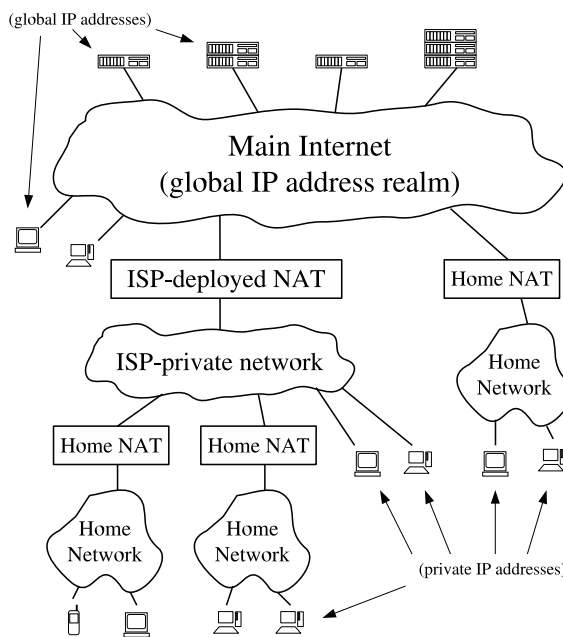 (global IP addresses)
Main Internet
(global IP address realm)
ISP-deployed NAT
Home NAT
ISP-private network
Home
Network
Home NAT
Home NAT
Home
Network
Home
Network
(private IP addresses)